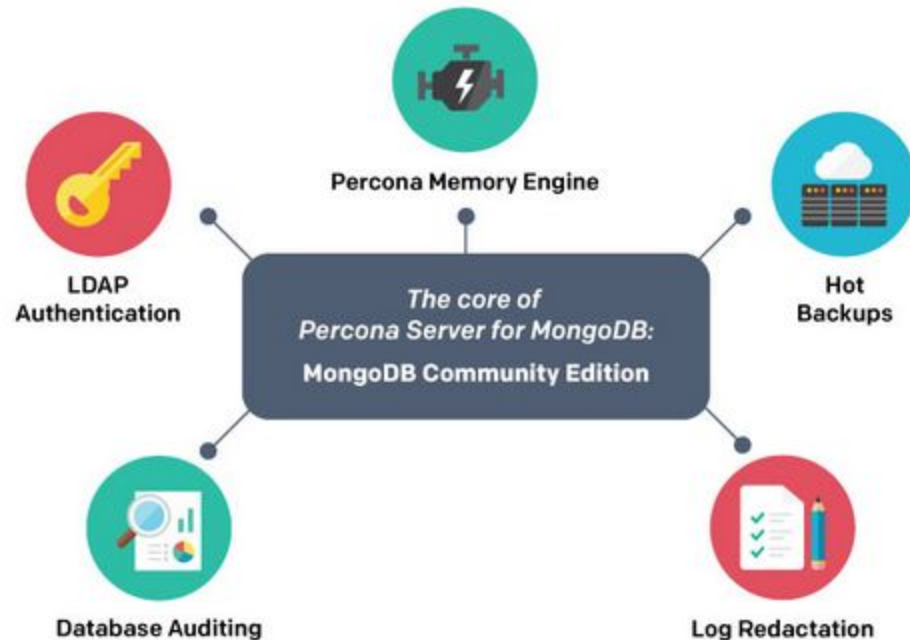 Percona Memory Engine
LDAP
Authentication
Hot
Backups
The core of
Percona Server for MongoDB:
MongoDB Community Edition
Database Auditing
Log Redactation